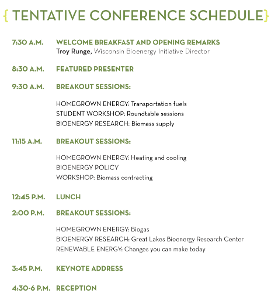 { TENTATIVE CONFERENCE SCHEDULE }
7:30 A.M. WELCOME BREAKFAST AND OPENING REMARKS
Troy Runge, Wisconsin Bioenergy Initiative Director
8:30 A.M. FEATURED PRESENTER
9:30 A.M. BREAKOUT SESSIONS:
HOMEGROWN ENERGY: Transportation fuels
STUDENT WORKSHOP: Roundtable sessions
BIOENERGY RESEARCH: Biomass supply
11:15 A.M. BREAKOUT SESSIONS:
HOMEGROWN ENERGY: Heating and cooling
BIOENERGY POLICY
WORKSHOP: Biomass contracting
12:45 P.M. LUNCH
2:00 P.M. BREAKOUT SESSIONS:
HOMEGROWN ENERGY: Biogas
BIOENERGY RESEARCH: Great Lakes Bioenergy Research Center
RENEWABLE ENERGY: Changes you can make today
3:45 P.M. KEYNOTE ADDRESS
4:30-6 P.M. RECEPTION